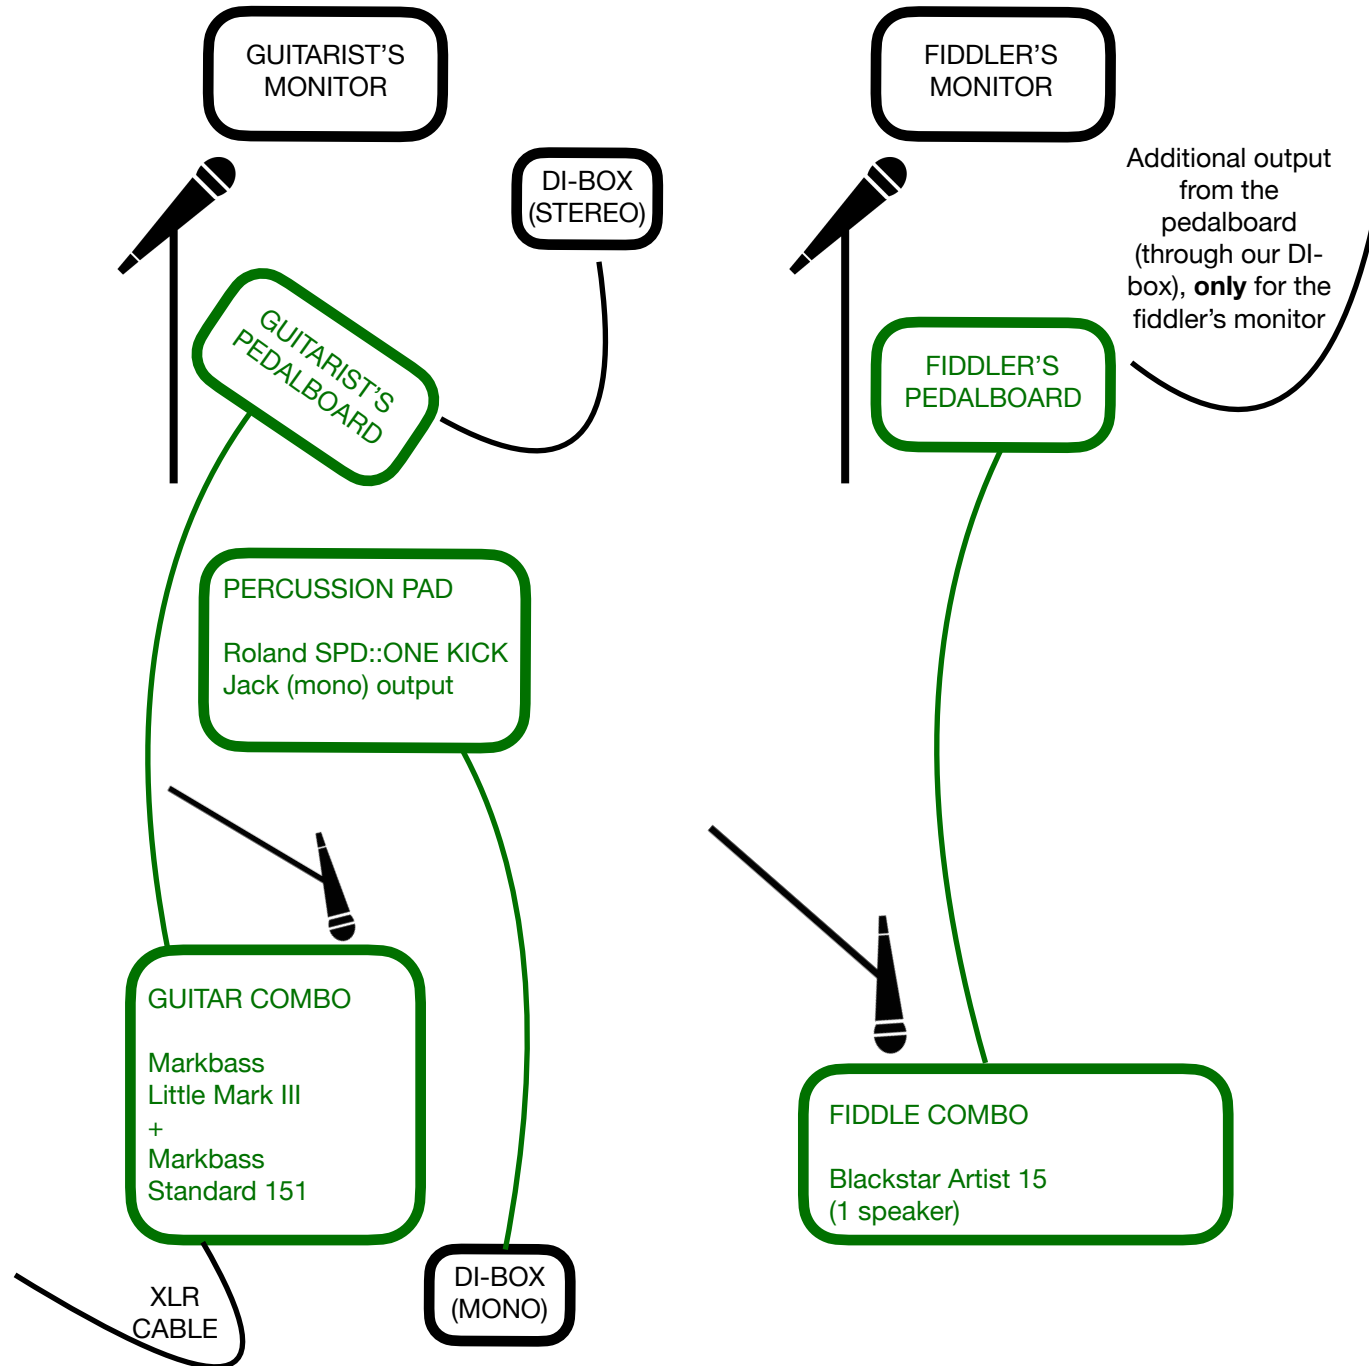 GUITARIST’S
MONITOR
FIDDLER’S
MONITOR
DI-BOX
(STEREO)
Additional output
from the
pedalboard
(through our DI-
box), only for the
fiddler’s monitor
GUITARIST’S
PEDALBOARD
FIDDLER’S
PEDALBOARD
PERCUSSION PAD
Roland SPD::ONE KICK
Jack (mono) output
GUITAR COMBO
Markbass
Little Mark III
+
Markbass
Standard 151
FIDDLE COMBO
Blackstar Artist 15
(1 speaker)
XLR
CABLE
DI-BOX
(MONO)